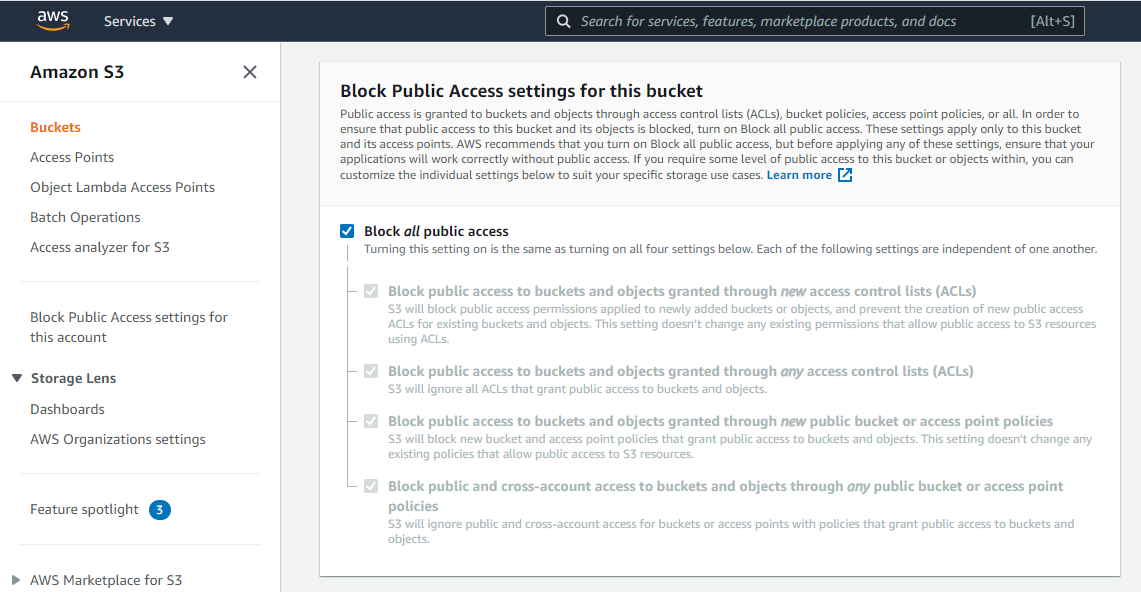 aws
Services
Search for services, features, marketplace products, and docs
[Alt+S]
Amazon S3
Buckets
Access Points
Object Lambda Access Points
Batch Operations
Access analyzer for S3
Block Public Access settings for
this account
Storage Lens
Dashboards
AWS Organizations settings
Feature spotlight 3
AWS Marketplace for S3
Block Public Access settings for this bucket
Public access is granted to buckets and objects through access control lists (ACLs), bucket policies, access point policies, or all. In order to
ensure that public access to this bucket and its objects is blocked, turn on Block all public access. These settings apply only to this bucket
and its access points. AWS recommends that you turn on Block all public access, but before applying any of these settings, ensure that your
applications will work correctly without public access. If you require some level of public access to this bucket or objects within, you can
customize the individual settings below to suit your specific storage use cases. Learn more
Block all public access
Turning this setting on is the same as turning on all four settings below. Each of the following settings are independent of one another.
Block public access to buckets and objects granted through new access control lists (ACLs)
S3 will block public access permissions applied to newly added buckets or objects, and prevent the creation of new public access
ACLs for existing buckets and objects. This setting doesn't change any existing permissions that allow public access to S3 resources
using ACLs.
Block public access to buckets and objects granted through any access control lists (ACLs)
S3 will ignore all ACLs that grant public access to buckets and objects.
Block public access to buckets and objects granted through new public bucket or access point policies
S3 will block new bucket and access point policies that grant public access to buckets and objects. This setting doesn't change any
existing policies that allow public access to S3 resources.
Block public and cross-account access to buckets and objects through any public bucket or access point
policies
S3 will ignore public and cross-account access for buckets or access points with policies that grant public access to buckets and
objects.